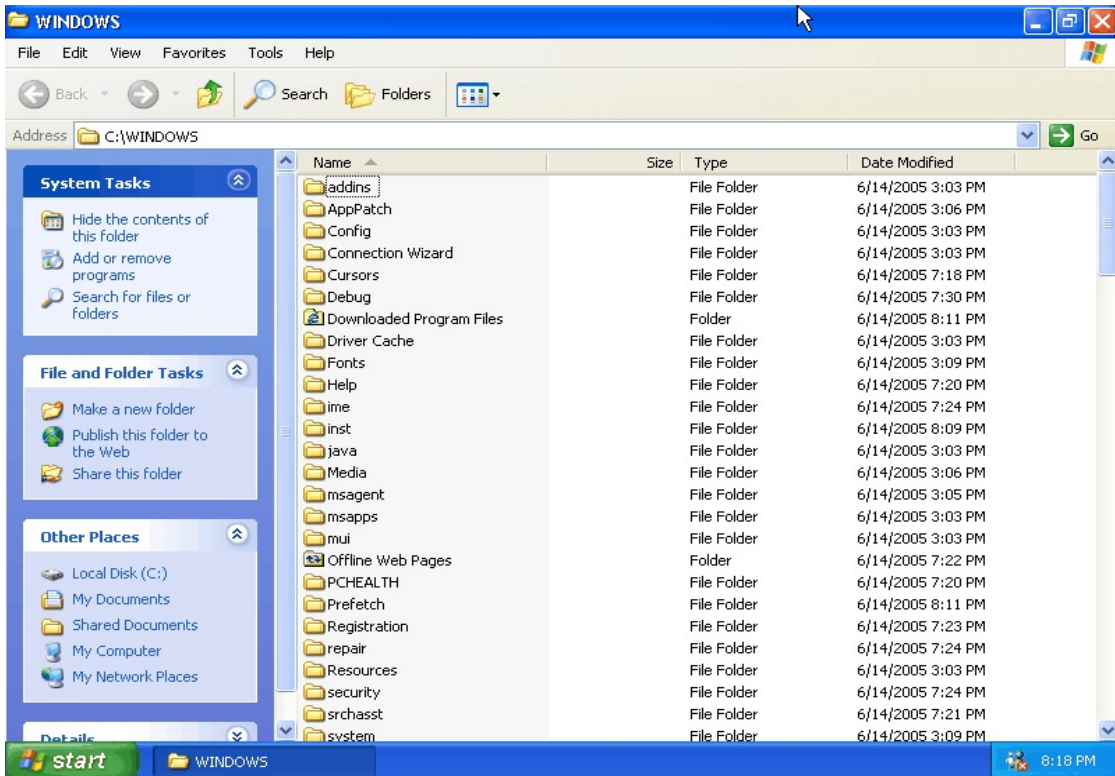 WINDOWS
File Edit View Favorites Tools Help
Back Search Folders
Address C:\WINDOWS Go
System Tasks
Hide the contents of
this folder
Add or remove
programs
Search for files or
folders
File and Folder Tasks
Make a new folder
Publish this folder to
the Web
Share this folder
Other Places
Local Disk (C:)
My Documents
Shared Documents
My Computer
My Network Places
Details
Name Size Type Date Modified
addins File Folder 6/14/2005 3:03 PM
AppPatch File Folder 6/14/2005 3:06 PM
Config File Folder 6/14/2005 3:03 PM
Connection Wizard File Folder 6/14/2005 3:03 PM
Cursors File Folder 6/14/2005 7:18 PM
Debug File Folder 6/14/2005 7:30 PM
Downloaded Program Files Folder 6/14/2005 8:11 PM
Driver Cache File Folder 6/14/2005 3:03 PM
Fonts File Folder 6/14/2005 3:09 PM
Help File Folder 6/14/2005 7:20 PM
ime File Folder 6/14/2005 7:24 PM
inst File Folder 6/14/2005 8:09 PM
java File Folder 6/14/2005 3:03 PM
Media File Folder 6/14/2005 3:06 PM
msagent File Folder 6/14/2005 3:05 PM
msapps File Folder 6/14/2005 3:03 PM
mui File Folder 6/14/2005 3:03 PM
Offline Web Pages Folder 6/14/2005 7:22 PM
PCHEALTH File Folder 6/14/2005 7:20 PM
Prefetch File Folder 6/14/2005 8:11 PM
Registration File Folder 6/14/2005 7:23 PM
repair File Folder 6/14/2005 7:24 PM
Resources File Folder 6/14/2005 3:03 PM
security File Folder 6/14/2005 7:24 PM
srchasst File Folder 6/14/2005 7:21 PM
system File Folder 6/14/2005 3:09 PM
start WINDOWS 8:18 PM